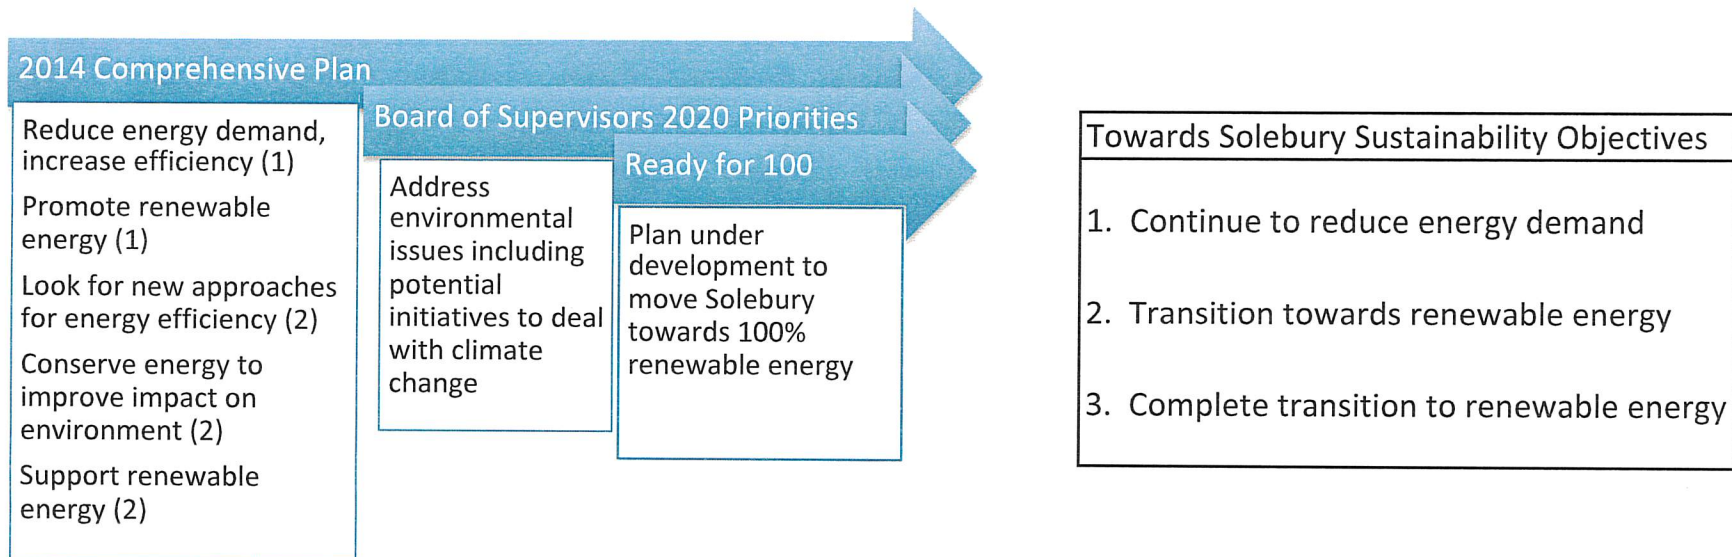 2014 Comprehensive Plan
Reduce energy demand,
increase efficiency (1)
Promote renewable
energy (1)
Look for new approaches
for energy efficiency (2)
Conserve energy to
improve impact on
environment (2)
Support renewable
energy (2)
Board of Supervisors 2020 Priorities
Address
environmental
issues including
potential
initiatives to deal
with climate
change
Ready for 100
Plan under
development to
move Solebury
towards 100%
renewable energy
Towards Solebury Sustainability Objectives
1. Continue to reduce energy demand
2. Transition towards renewable energy
3. Complete transition to renewable energy